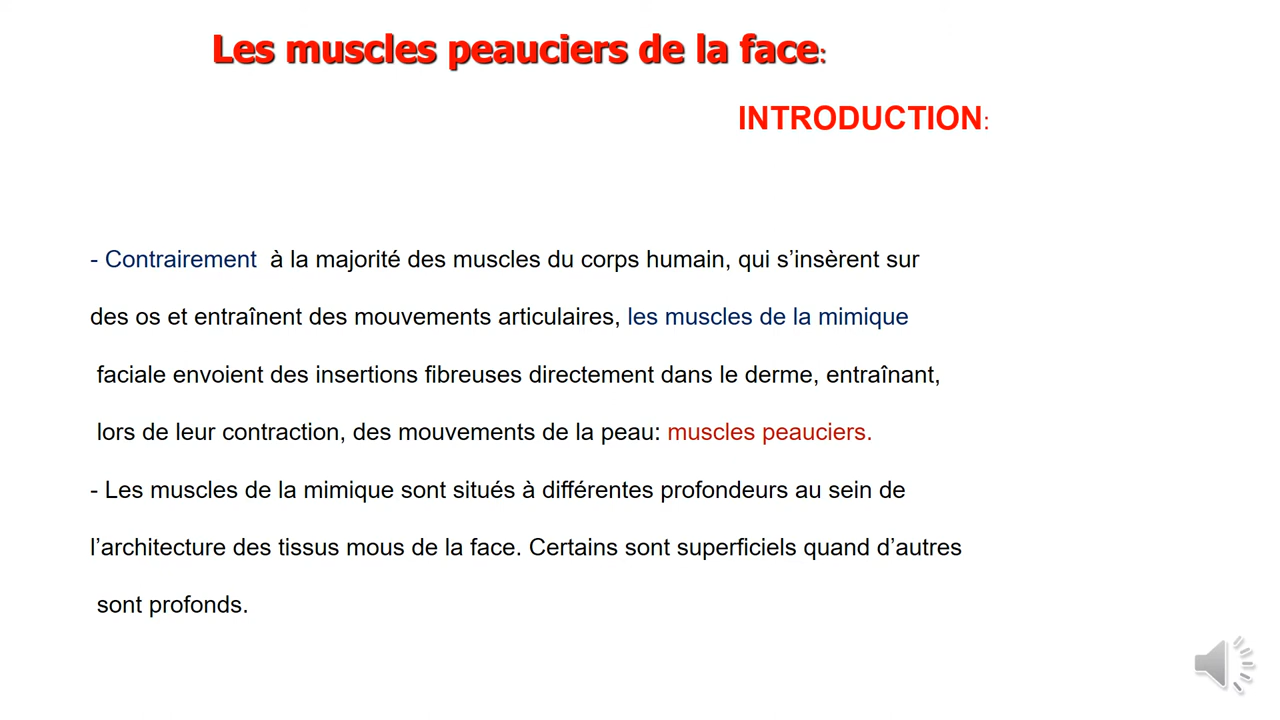 Les muscles peauciers de la face:
INTRODUCTION:
- Contrairement à la majorité des muscles du corps humain, qui s’insèrent sur
des os et entraînent des mouvements articulaires, les muscles de la mimique
faciale envoient des insertions fibreuses directement dans le derme, entraînant,
lors de leur contraction, des mouvements de la peau: muscles peauciers.
- Les muscles de la mimique sont situés à différentes profondeurs au sein de
l’architecture des tissus mous de la face. Certains sont superficiels quand d’autres
sont profonds.